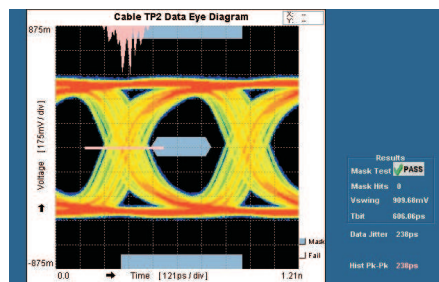 Cable TP2 Data Eye Diagram
X: --
Y: --
875m
Voltage [175mV / div]
-875m
0.0
Time [121ps / div]
1.21n
Mask
Fail
Results
Mask Test PASS
Mask Hits 0
Vswing 909.60mV
Tbit 606.06ps
Data Jitter 238ps
Hist Pk-Pk 238ps